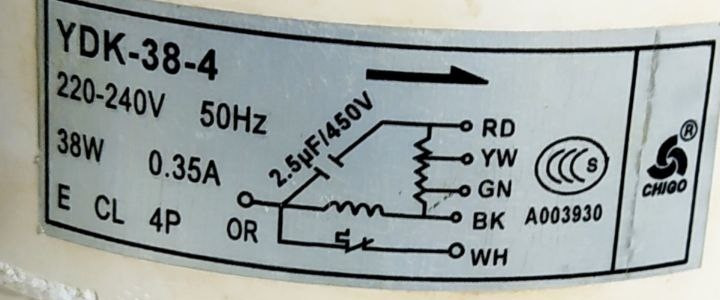 YDK-38-4
220-240V 50Hz
38W 0.35A
E CL 4P
2.5μF/450V
OR
RD
YW
GN
BK
WH
S
A003930
®
CHIGO